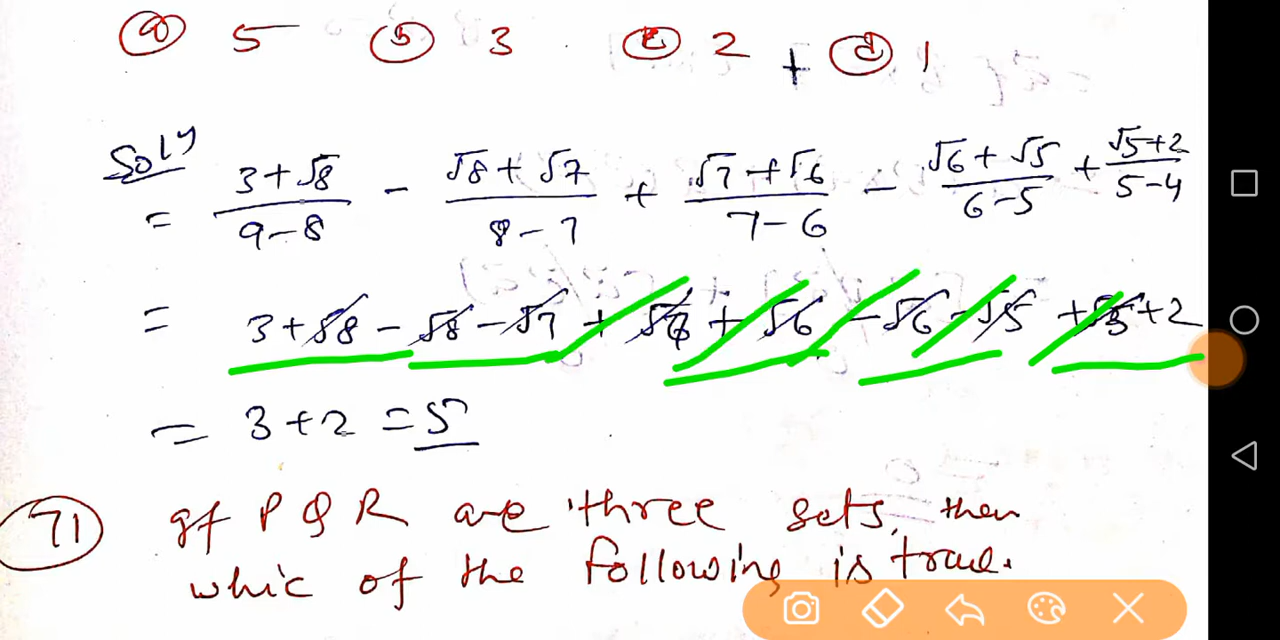 (a) 5 (b) 3 (c) 2 + (d) 1
Soly
= 3+√8/9-8 - √8+√7/8-7 + √7+√6/7-6 - √6+√5/6-5 + √5+2/5-4
= 3+√8-√8-√7+√7+√6-√6-√5+√5+2
= 3+2=5
71 If P Q R are three sets, then
whic of the following is true.